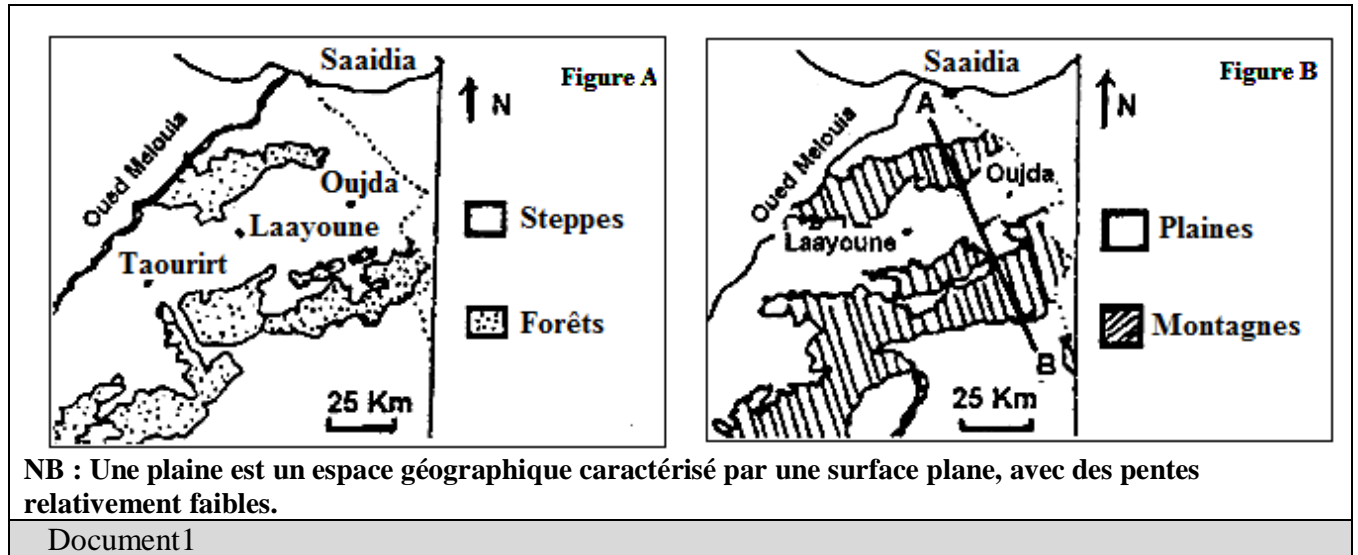 Saaidia
Figure A
N
Oued Melouia
Oujda
Laayoune
Taourirt
Steppes
Forêts
25 Km
Saaidia
Figure B
A
N
Oued Melouia
Oujda
Laayoune
Plaines
Montagnes
B
25 Km
NB : Une plaine est un espace géographique caractérisé par une surface plane, avec des pentes
relativement faibles.
Document1